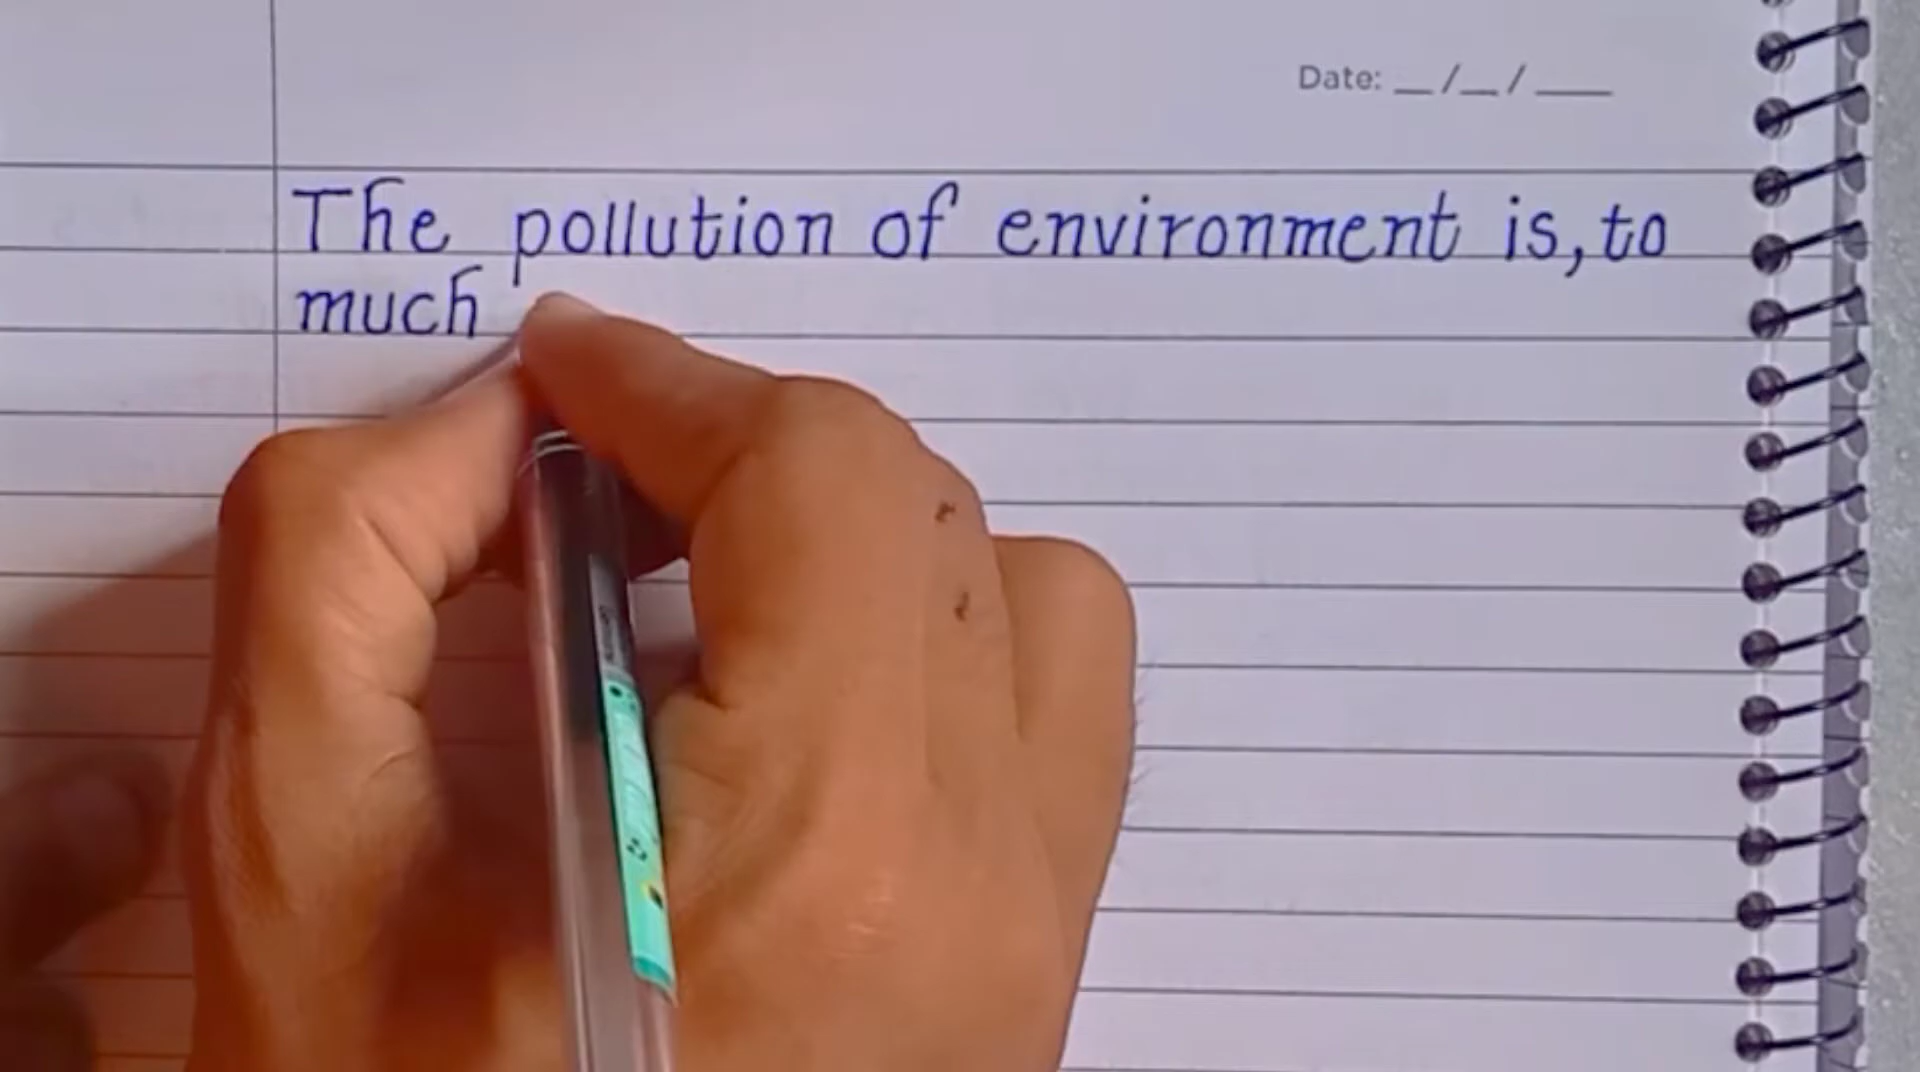 Date: __/__/____
The pollution of environment is, to
much